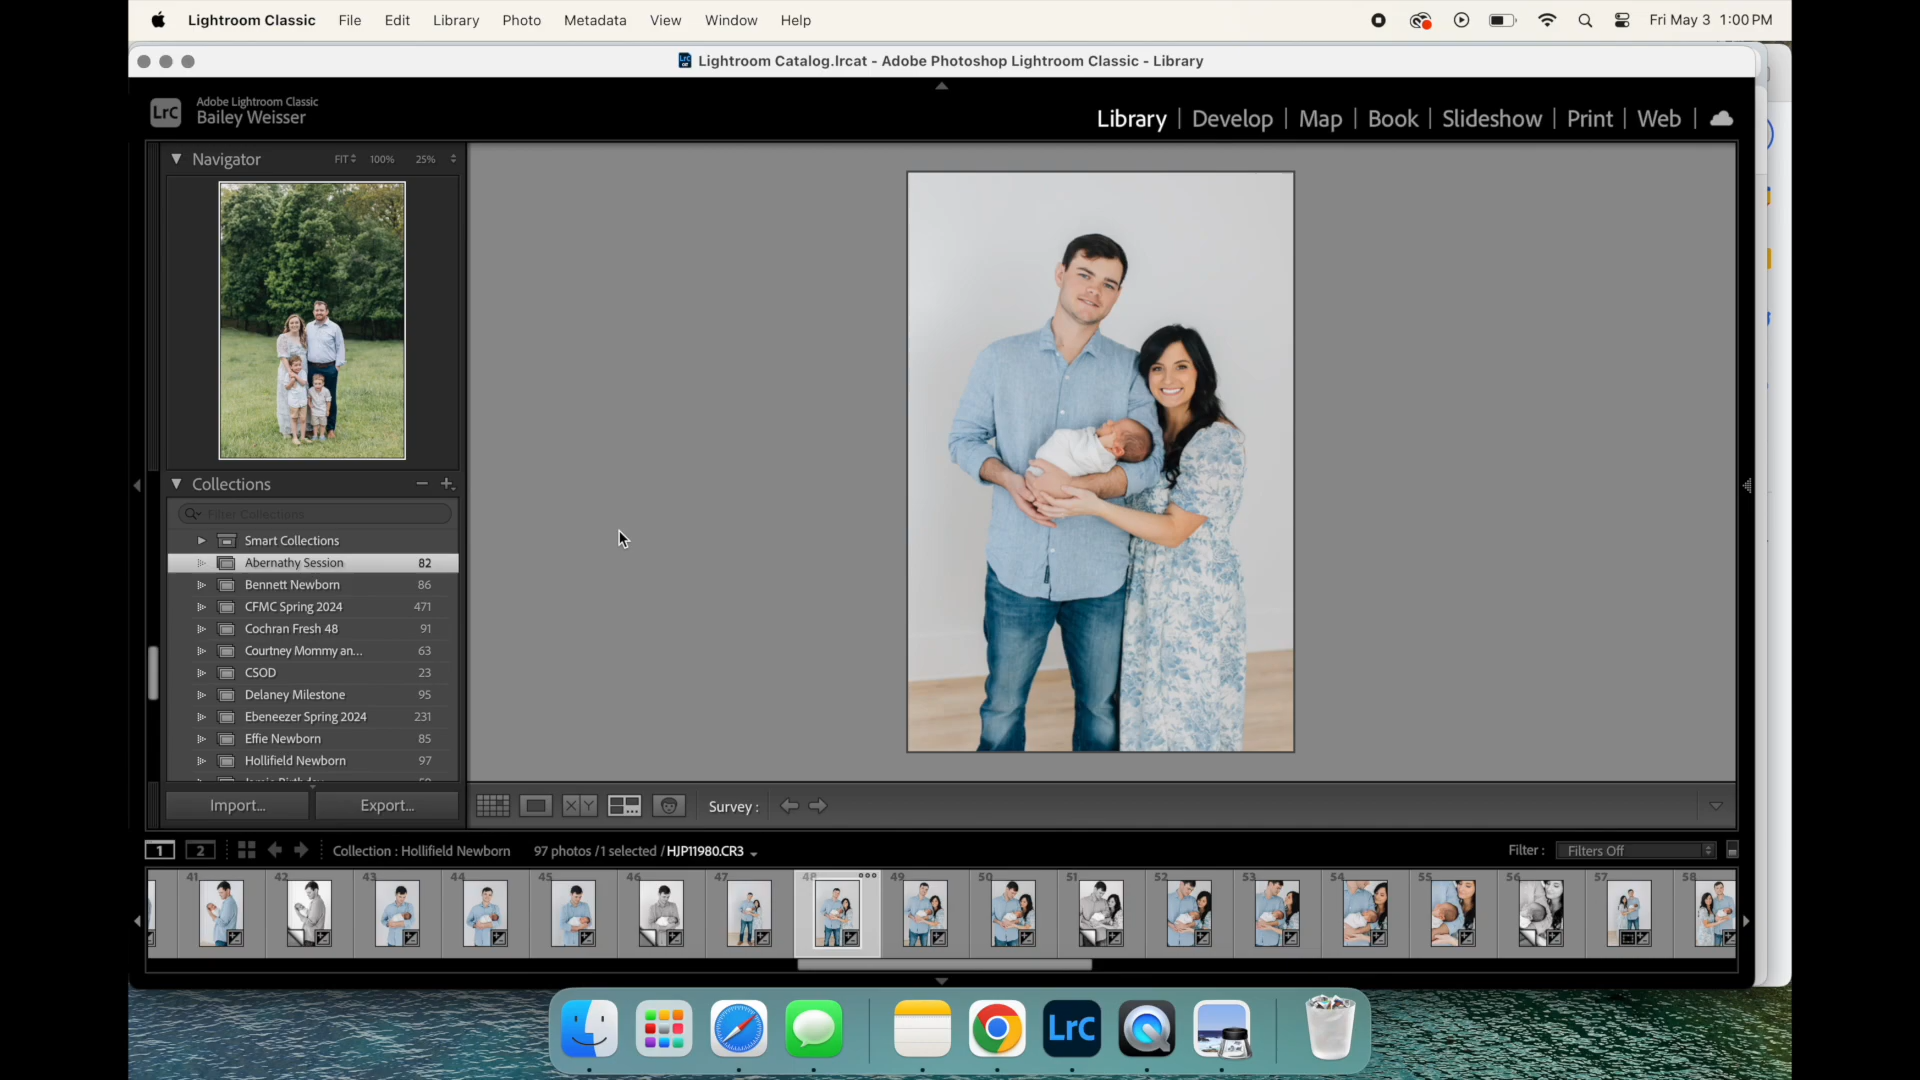 Lightroom Classic File Edit Library Photo Metadata View Window Help Fri May 3 1:00 PM
Lightroom Catalog.lrcat - Adobe Photoshop Lightroom Classic - Library
LrC Adobe Lightroom Classic
Bailey Weisser
Library | Develop | Map | Book | Slideshow | Print | Web
Navigator FIT 100% 25%
Collections
Filter Collections
Smart Collections
Abernathy Session 82
Bennett Newborn 86
CFMC Spring 2024 471
Cochran Fresh 48 91
Courtney Mommy an... 63
CSOD 23
Delaney Milestone 95
Ebeneezer Spring 2024 231
Effie Newborn 85
Hollifield Newborn 97
Import... Export... XY Survey :
1 2 Collection : Hollifield Newborn 97 photos / 1 selected / HJP11980.CR3 Filter : Filters Off
41 42 43 44 45 46 47 48 49 50 51 52 53 54 55 56 57 58
LrC